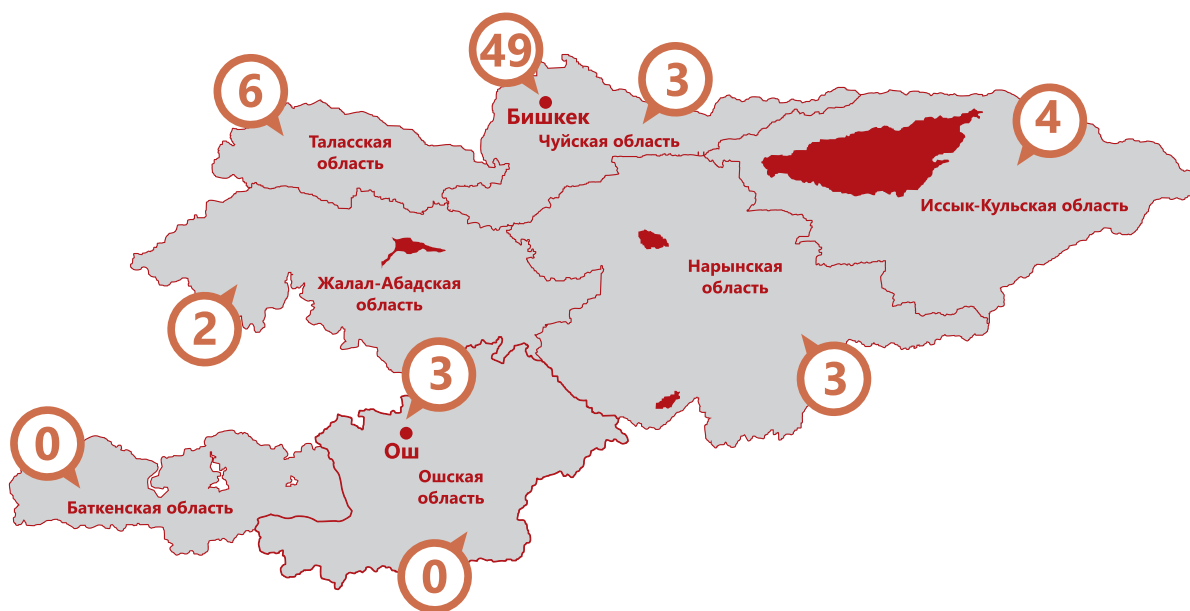 49
3
6
4
Бишкек
Чуйская область
Таласская
область
Иссык-Кульская область
Нарынская
область
Жалал-Абадская
область
2
3
3
0
Ош
Ошская
область
Баткенская область
0